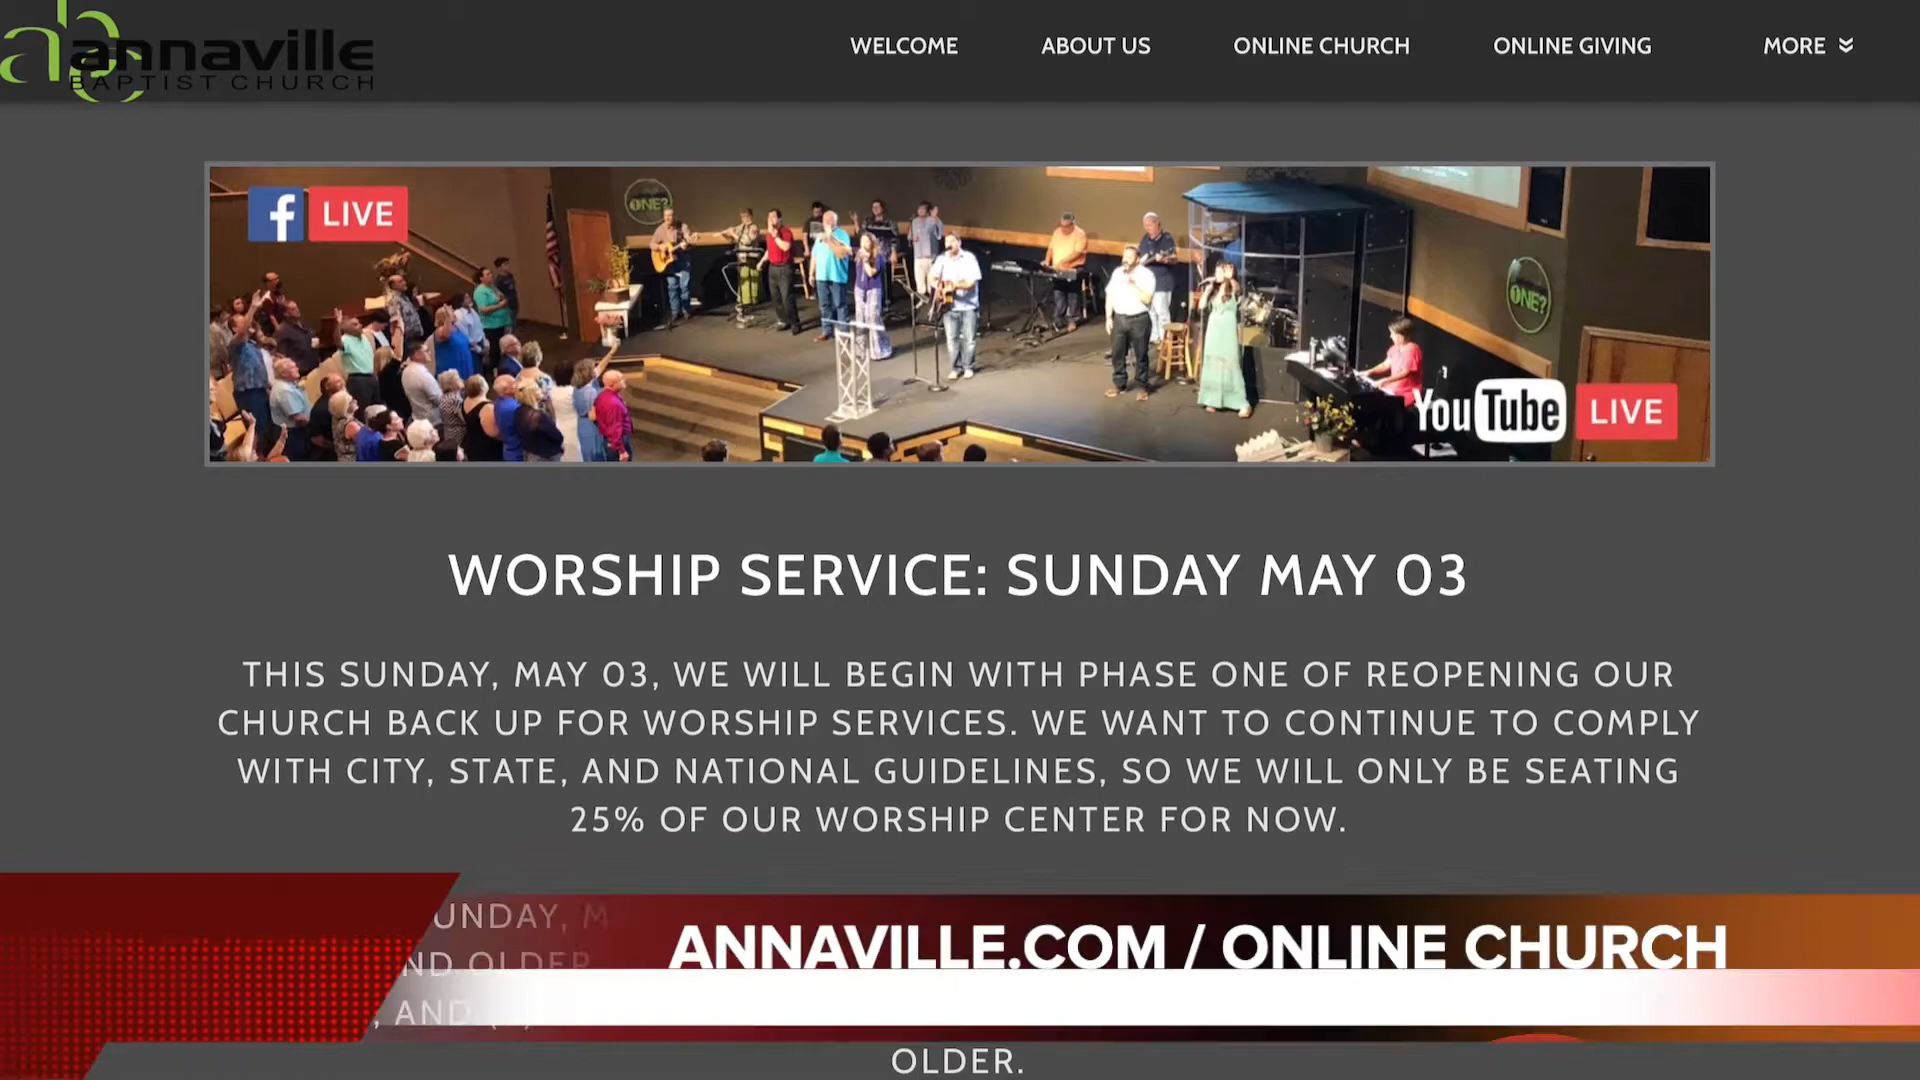 abc annaville
BAPTIST CHURCH
WELCOME ABOUT US ONLINE CHURCH ONLINE GIVING MORE
f LIVE
ONE?
ONE?
YouTube LIVE
WORSHIP SERVICE: SUNDAY MAY 03
THIS SUNDAY, MAY 03, WE WILL BEGIN WITH PHASE ONE OF REOPENING OUR
CHURCH BACK UP FOR WORSHIP SERVICES. WE WANT TO CONTINUE TO COMPLY
WITH CITY, STATE, AND NATIONAL GUIDELINES, SO WE WILL ONLY BE SEATING
25% OF OUR WORSHIP CENTER FOR NOW.
UNDAY, M
ND OLDER
, AND
ANNAVILLE.COM / ONLINE CHURCH
OLDER.